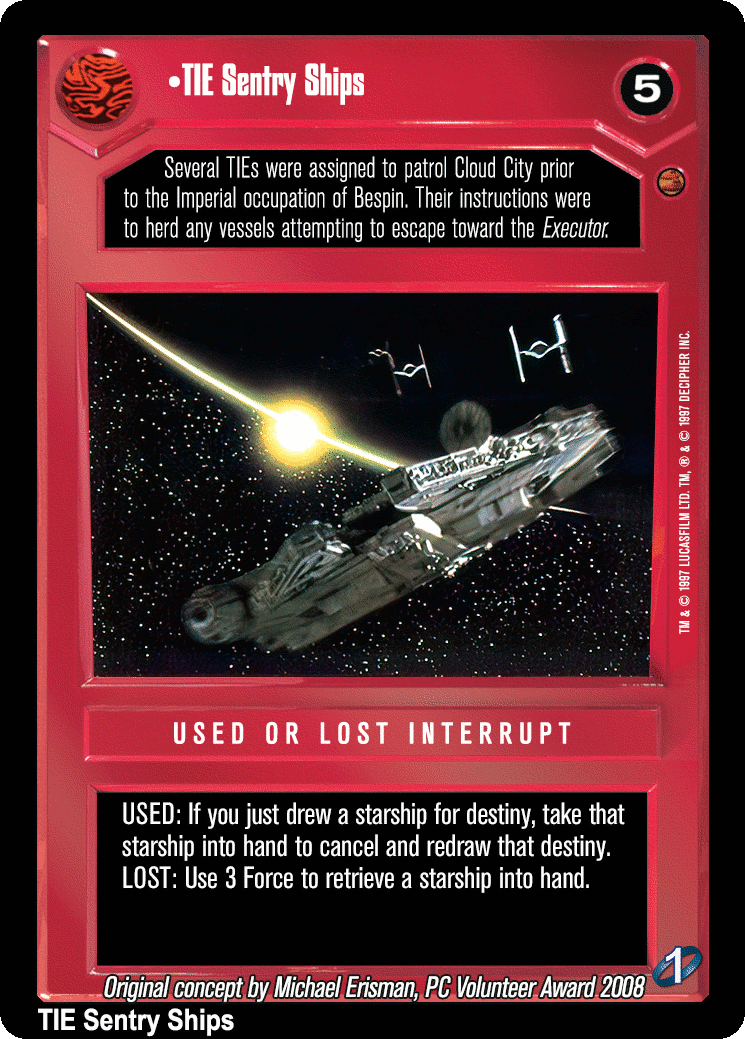 •TIE Sentry Ships
5
Several TIEs were assigned to patrol Cloud City prior
to the Imperial occupation of Bespin. Their instructions were
to herd any vessels attempting to escape toward the Executor.
TM & © 1997 LUCASFILM LTD. TM, ® & © 1997 DECIPHER INC.
USED OR LOST INTERRUPT
USED: If you just drew a starship for destiny, take that
starship into hand to cancel and redraw that destiny.
LOST: Use 3 Force to retrieve a starship into hand.
1
Original concept by Michael Erisman, PC Volunteer Award 2008
TIE Sentry Ships